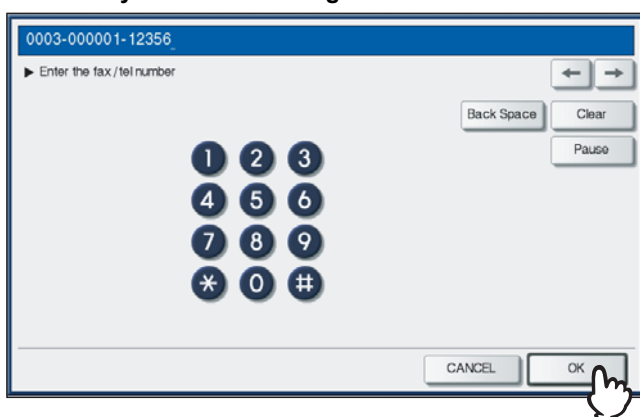 0003-000001-12356_
▶ Enter the fax/tel number
← →
Back Space Clear
Pause
1 2 3
4 5 6
7 8 9
* 0 #
CANCEL OK